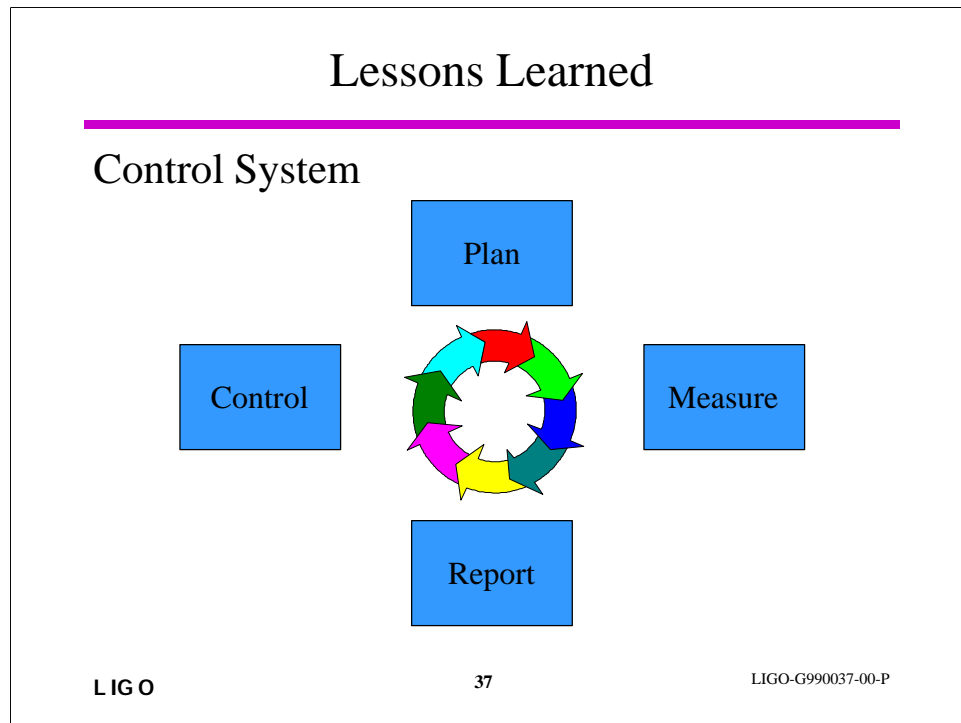 Lessons Learned
Control System
Plan
Control
Measure
Report
LIGO
37
LIGO-G990037-00-P